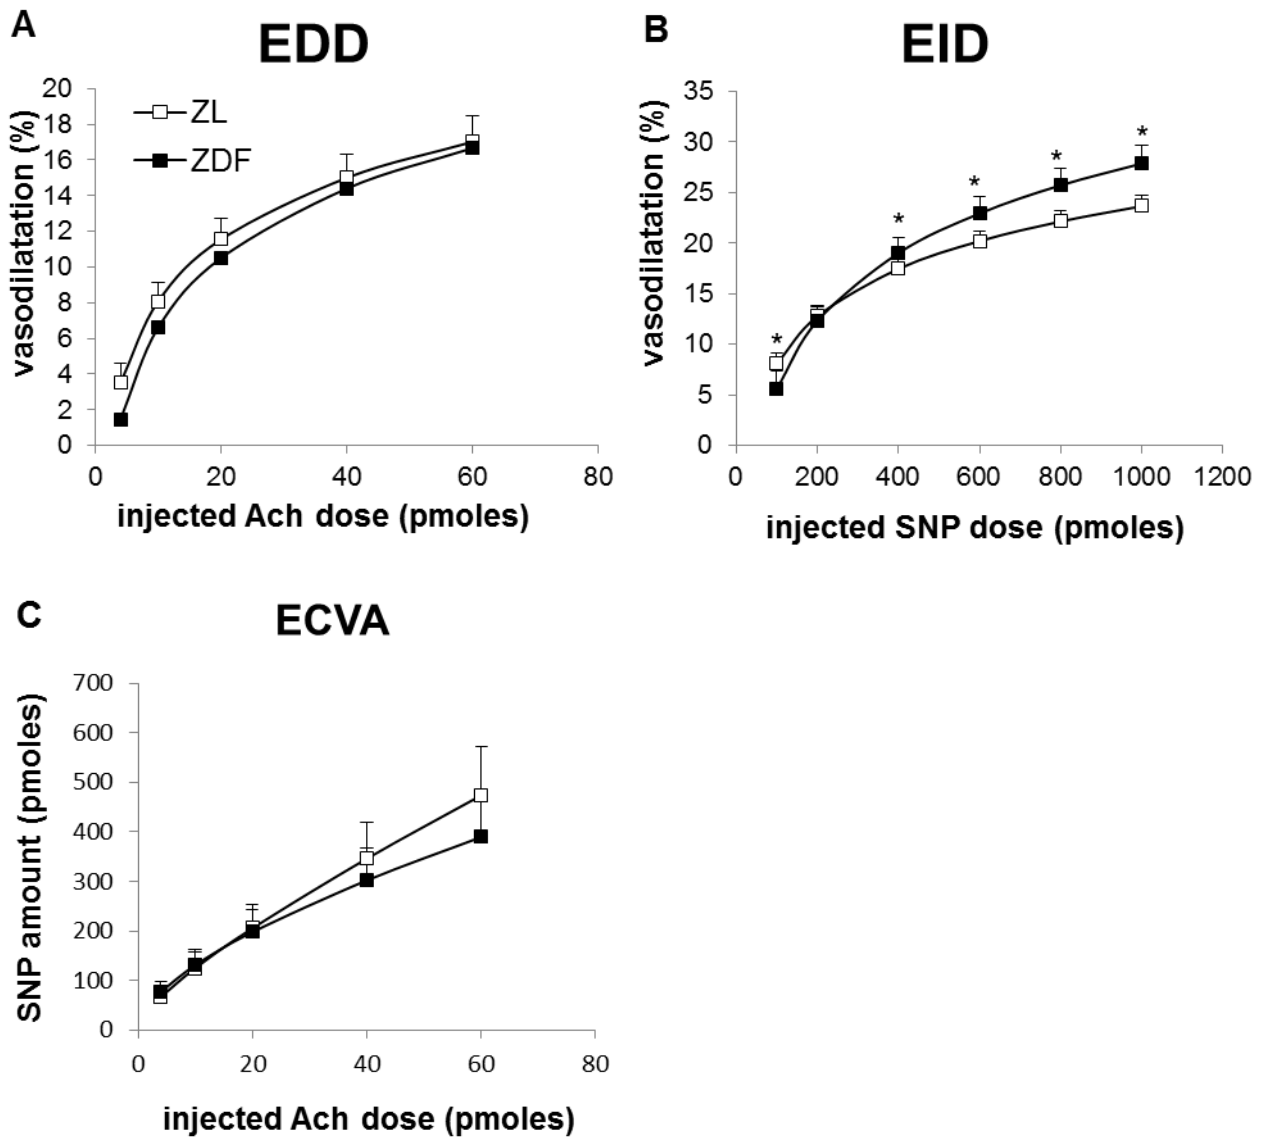 A
EDD
vasodilatation (%)
20
18
16
14
12
10
8
6
4
2
0
ZL
ZDF
0 20 40 60 80
injected Ach dose (pmoles)
B
EID
vasodilatation (%)
35
30
25
20
15
10
5
0
* * * * * *
0 200 400 600 800 1000 1200
injected SNP dose (pmoles)
C
ECVA
SNP amount (pmoles)
700
600
500
400
300
200
100
0
0 20 40 60 80
injected Ach dose (pmoles)